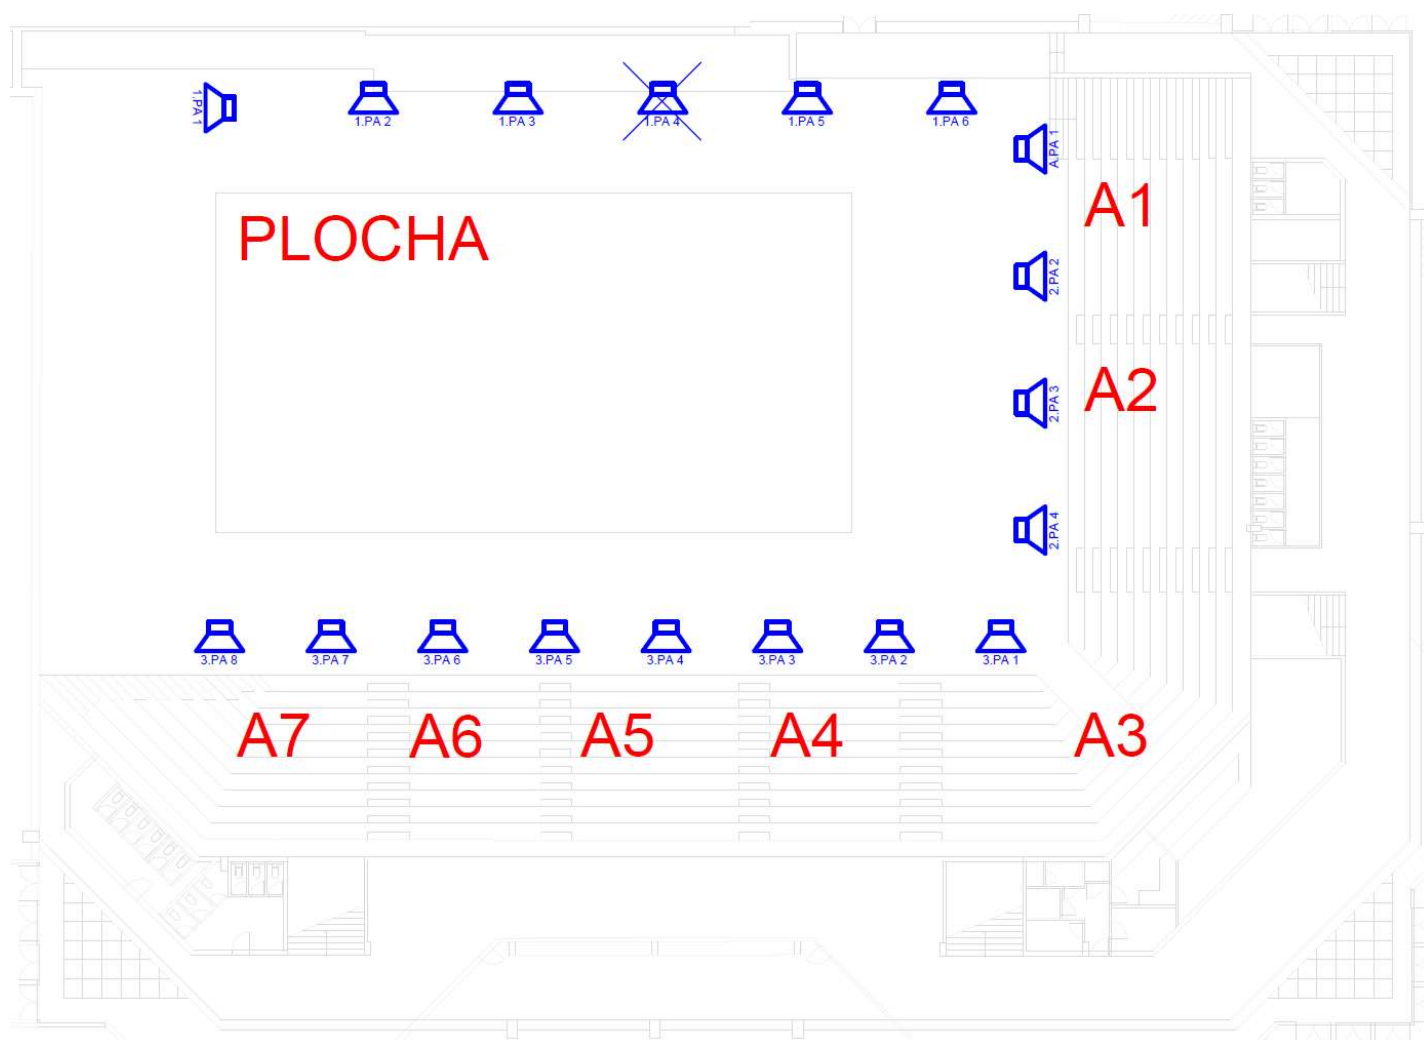 1.PA 1
1.PA 2
1.PA 3
1.PA 4
1.PA 5
1.PA 6
A.PA 1
A1
PLOCHA
2.PA 2
A2
2.PA 3
2.PA 4
3.PA 8
3.PA 7
3.PA 6
3.PA 5
3.PA 4
3.PA 3
3.PA 2
3.PA 1
A7
A6
A5
A4
A3